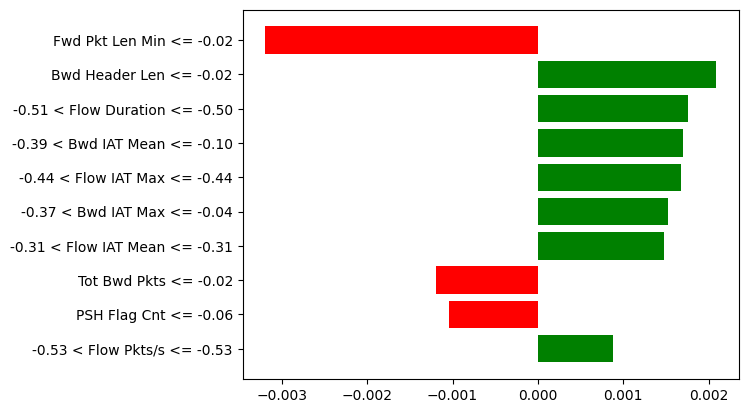 Fwd Pkt Len Min <= -0.02
Bwd Header Len <= -0.02
-0.51 < Flow Duration <= -0.50
-0.39 < Bwd IAT Mean <= -0.10
-0.44 < Flow IAT Max <= -0.44
-0.37 < Bwd IAT Max <= -0.04
-0.31 < Flow IAT Mean <= -0.31
Tot Bwd Pkts <= -0.02
PSH Flag Cnt <= -0.06
-0.53 < Flow Pkts/s <= -0.53
−0.003 −0.002 −0.001 0.000 0.001 0.002